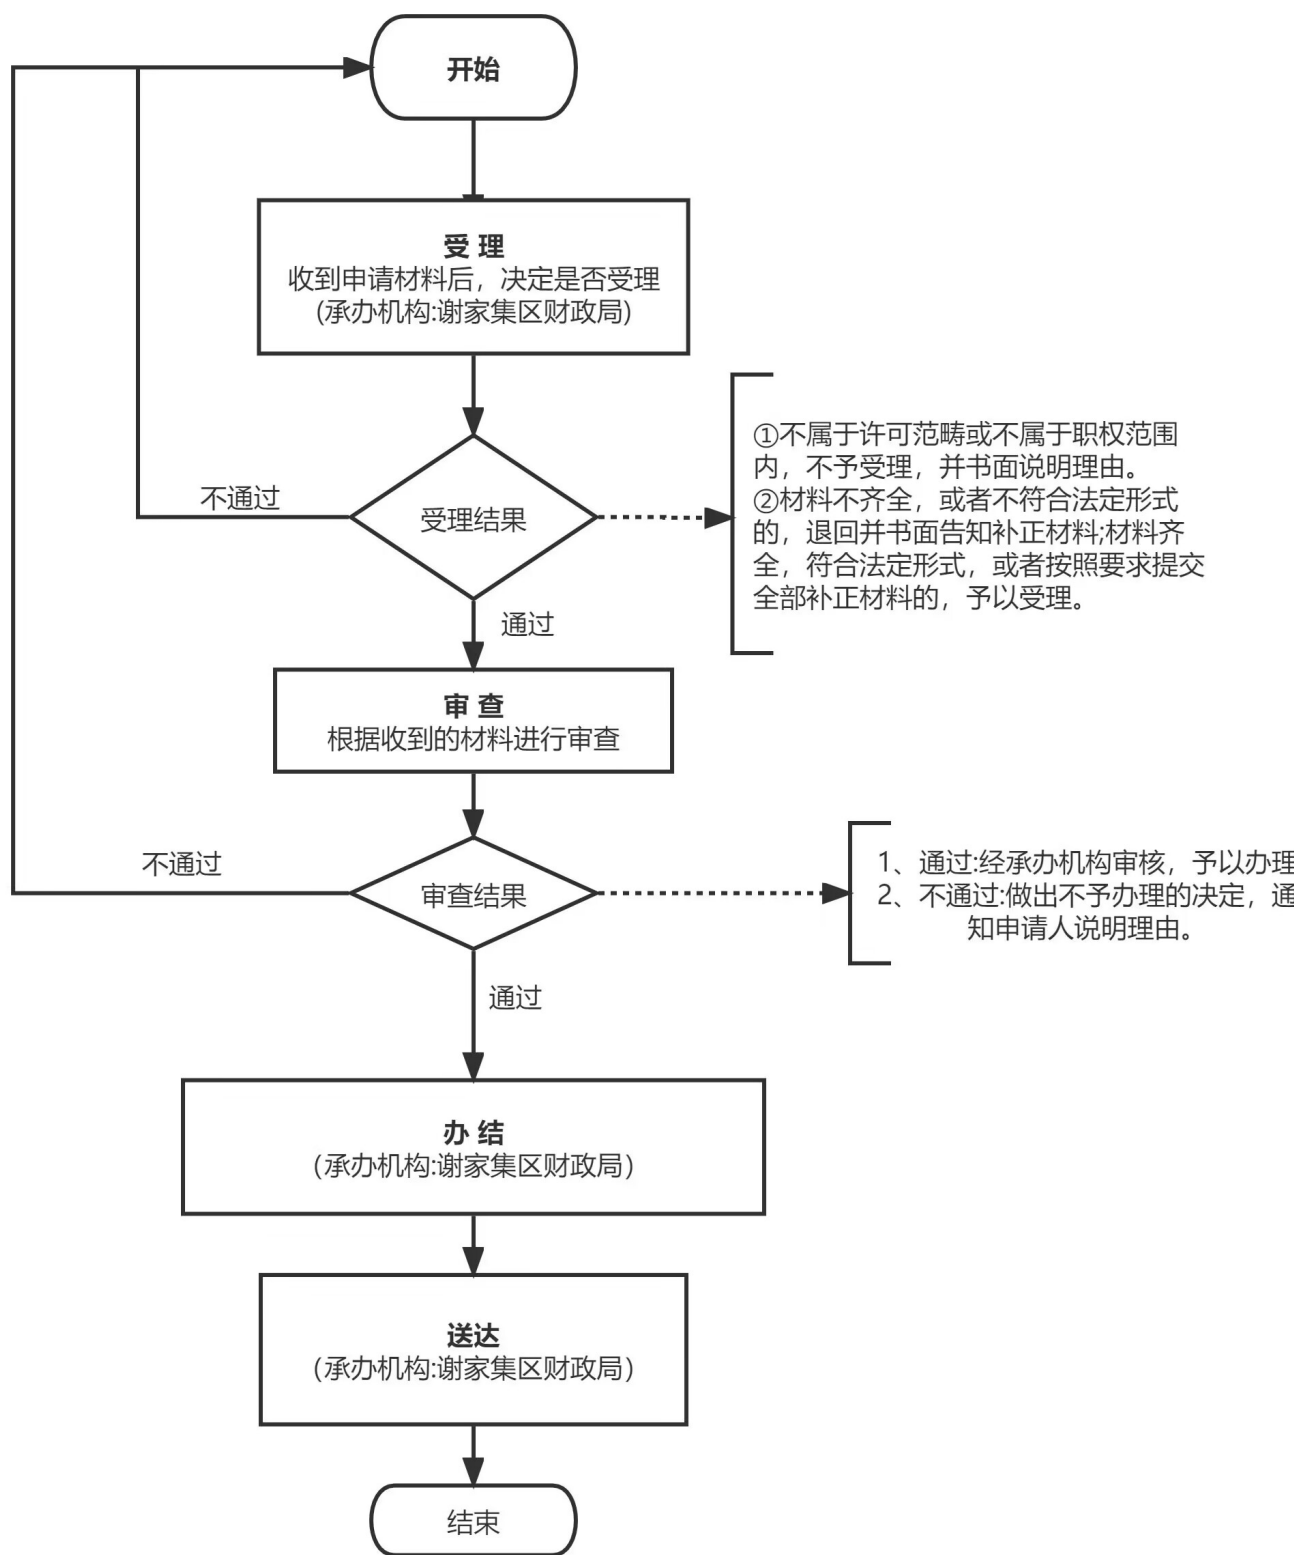 开始
受 理
收到申请材料后，决定是否受理
(承办机构:谢家集区财政局)
①不属于许可范畴或不属于职权范围
内，不予受理，并书面说明理由。
②材料不齐全，或者不符合法定形式
的，退回并书面告知补正材料;材料齐
全，符合法定形式，或者按照要求提交
全部补正材料的，予以受理。
不通过
受理结果
通过
审 查
根据收到的材料进行审查
不通过
审查结果
1、通过:经承办机构审核，予以办理
2、不通过:做出不予办理的决定，通
知申请人说明理由。
通过
办 结
（承办机构:谢家集区财政局）
送达
（承办机构:谢家集区财政局）
结束